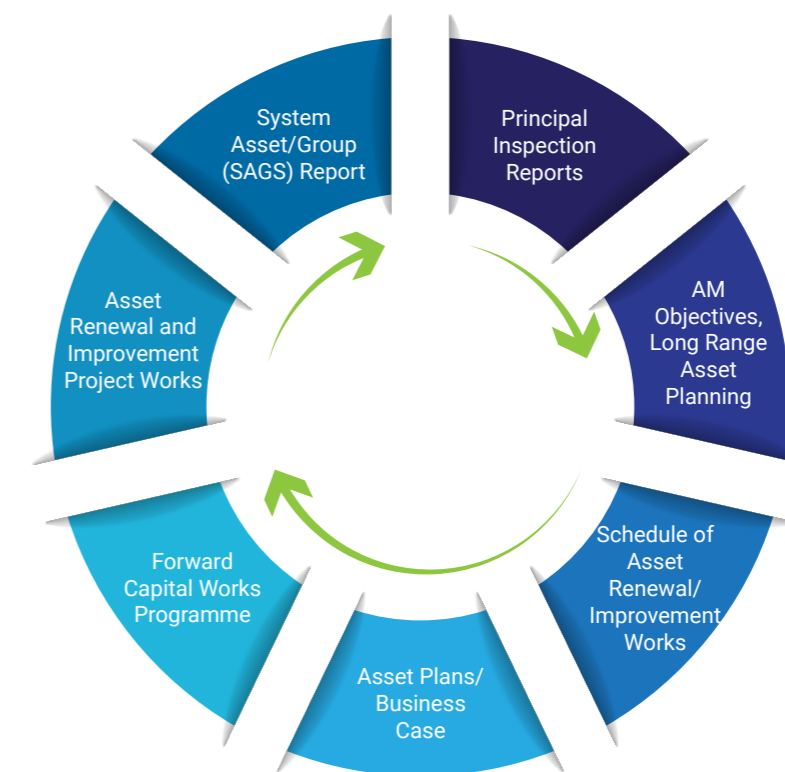 System
Asset/Group
(SAGS) Report
Principal
Inspection
Reports
AM
Objectives,
Long Range
Asset
Planning
Schedule of
Asset
Renewal/
Improvement
Works
Asset Plans/
Business
Case
Forward
Capital Works
Programme
Asset
Renewal and
Improvement
Project Works